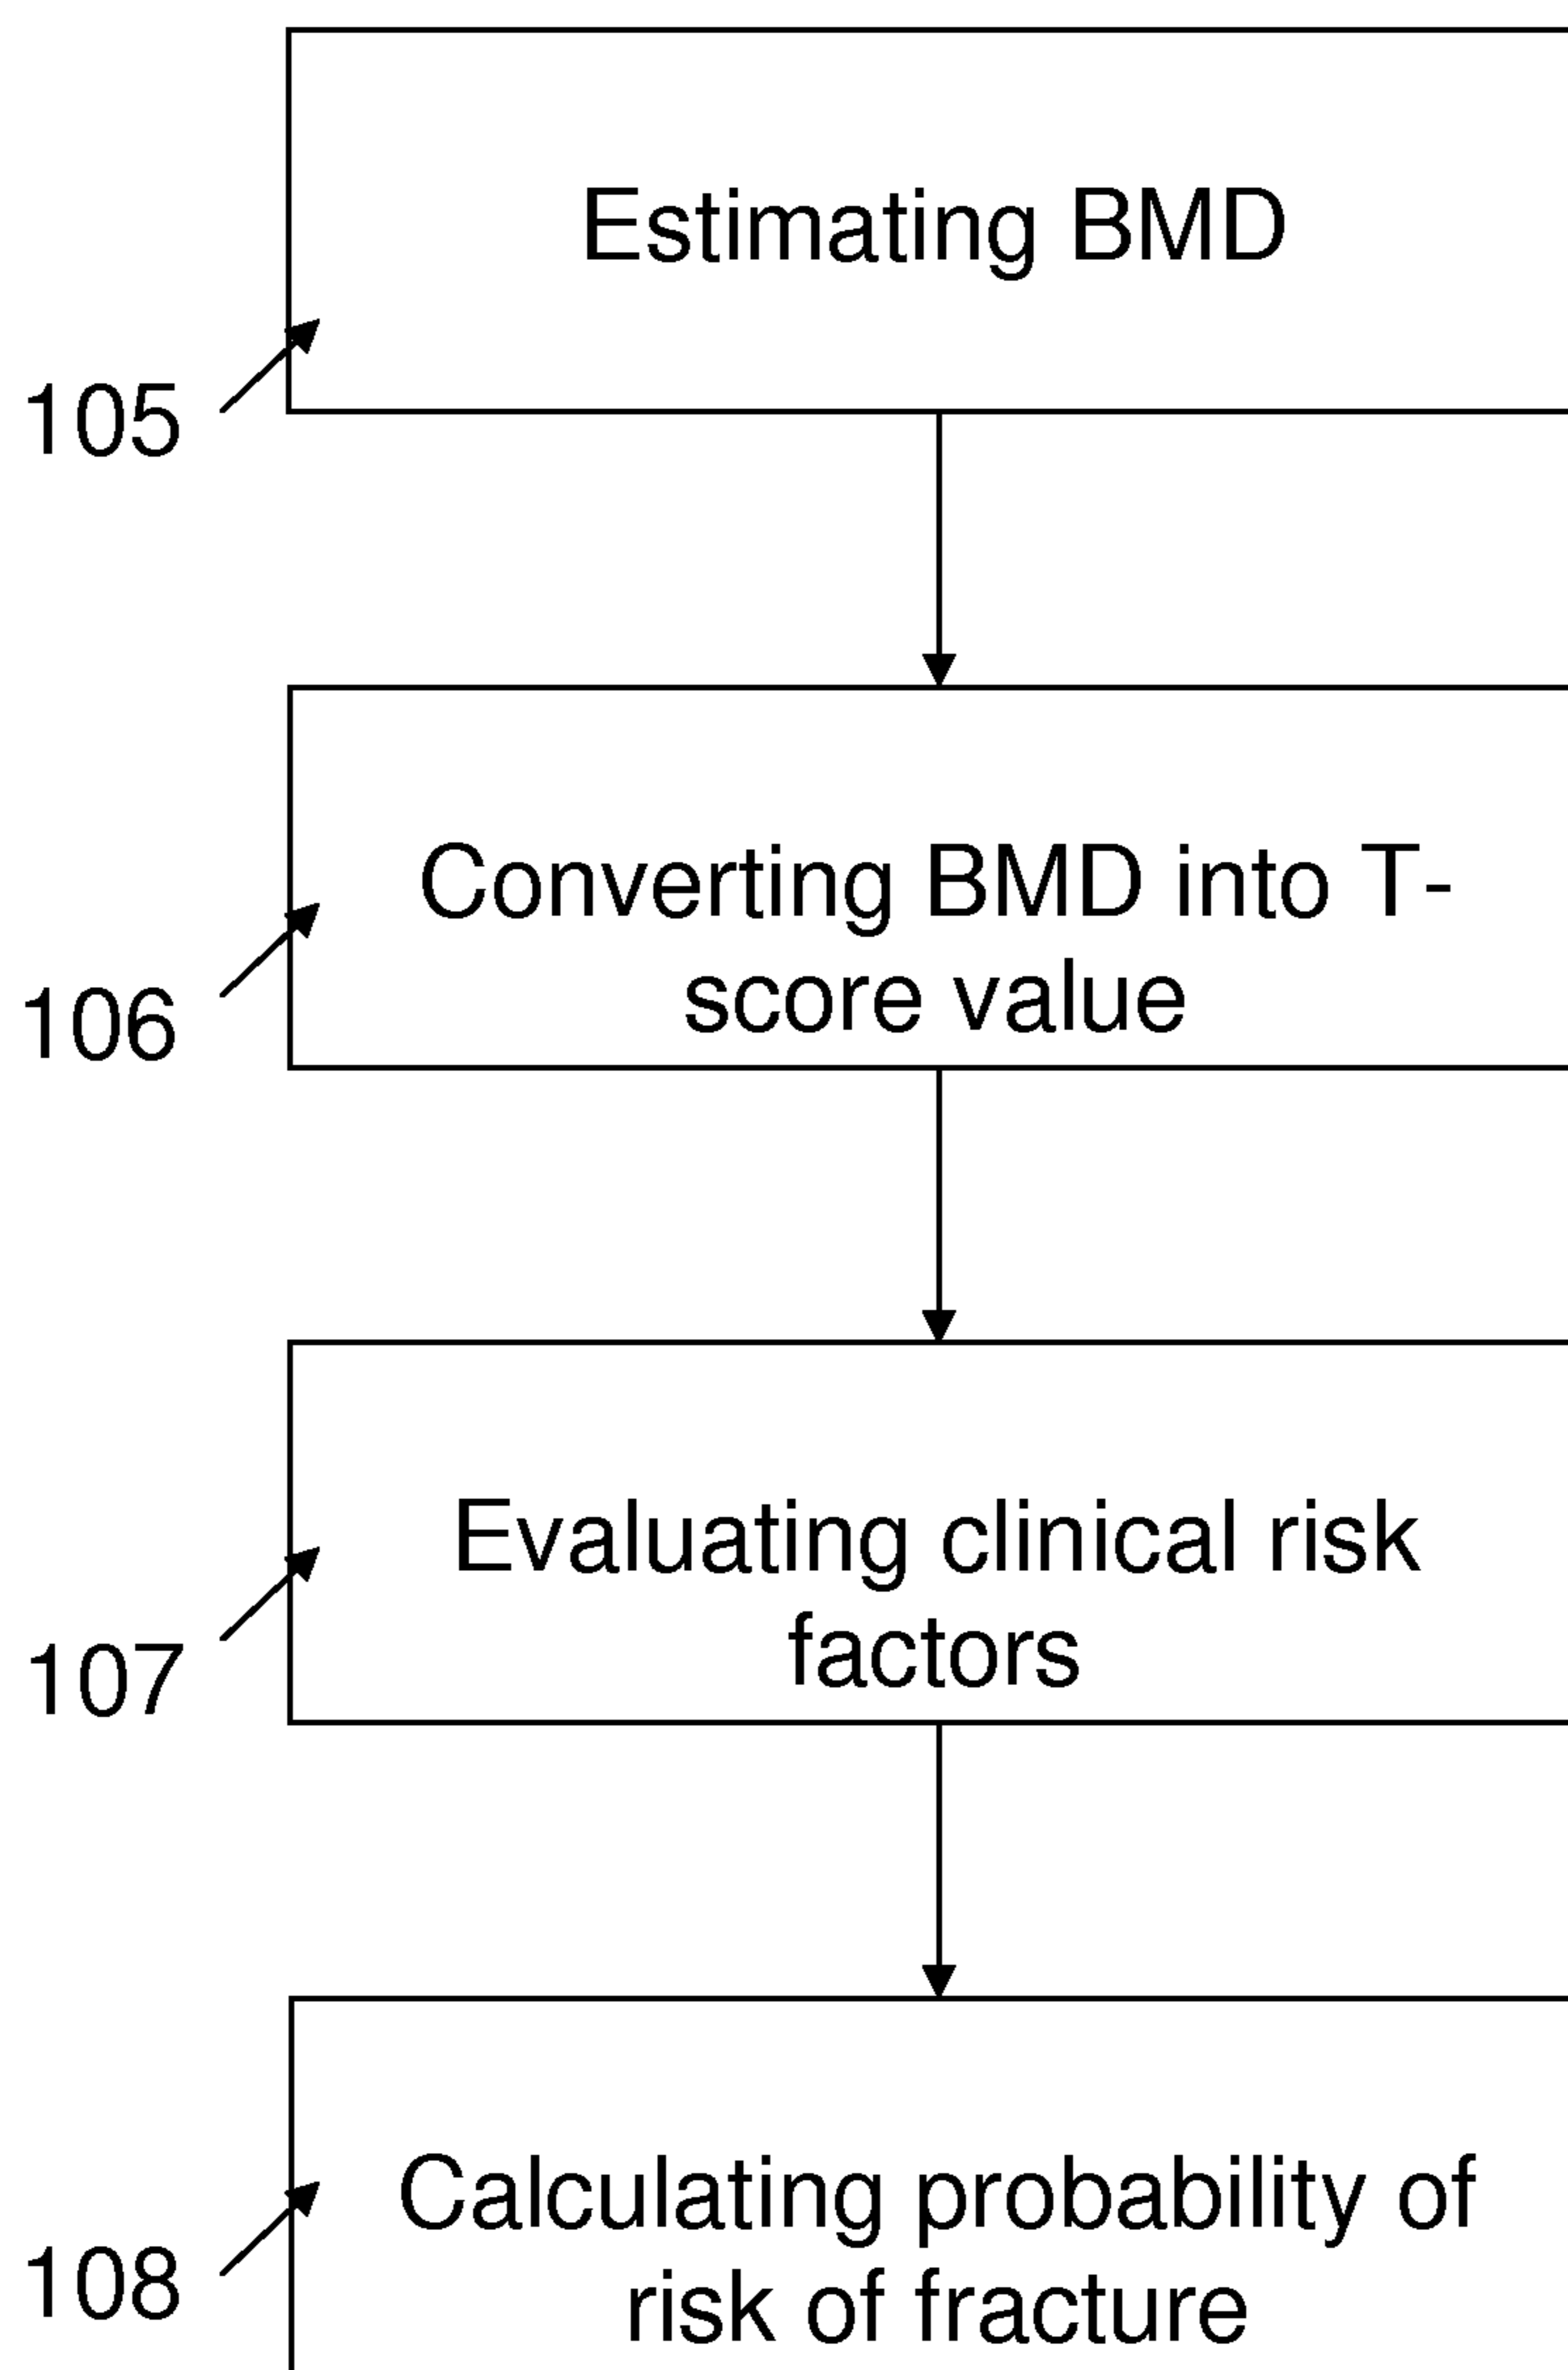 Estimating BMD
105
Converting BMD into T-
score value
106
Evaluating clinical risk
factors
107
Calculating probability of
risk of fracture
108